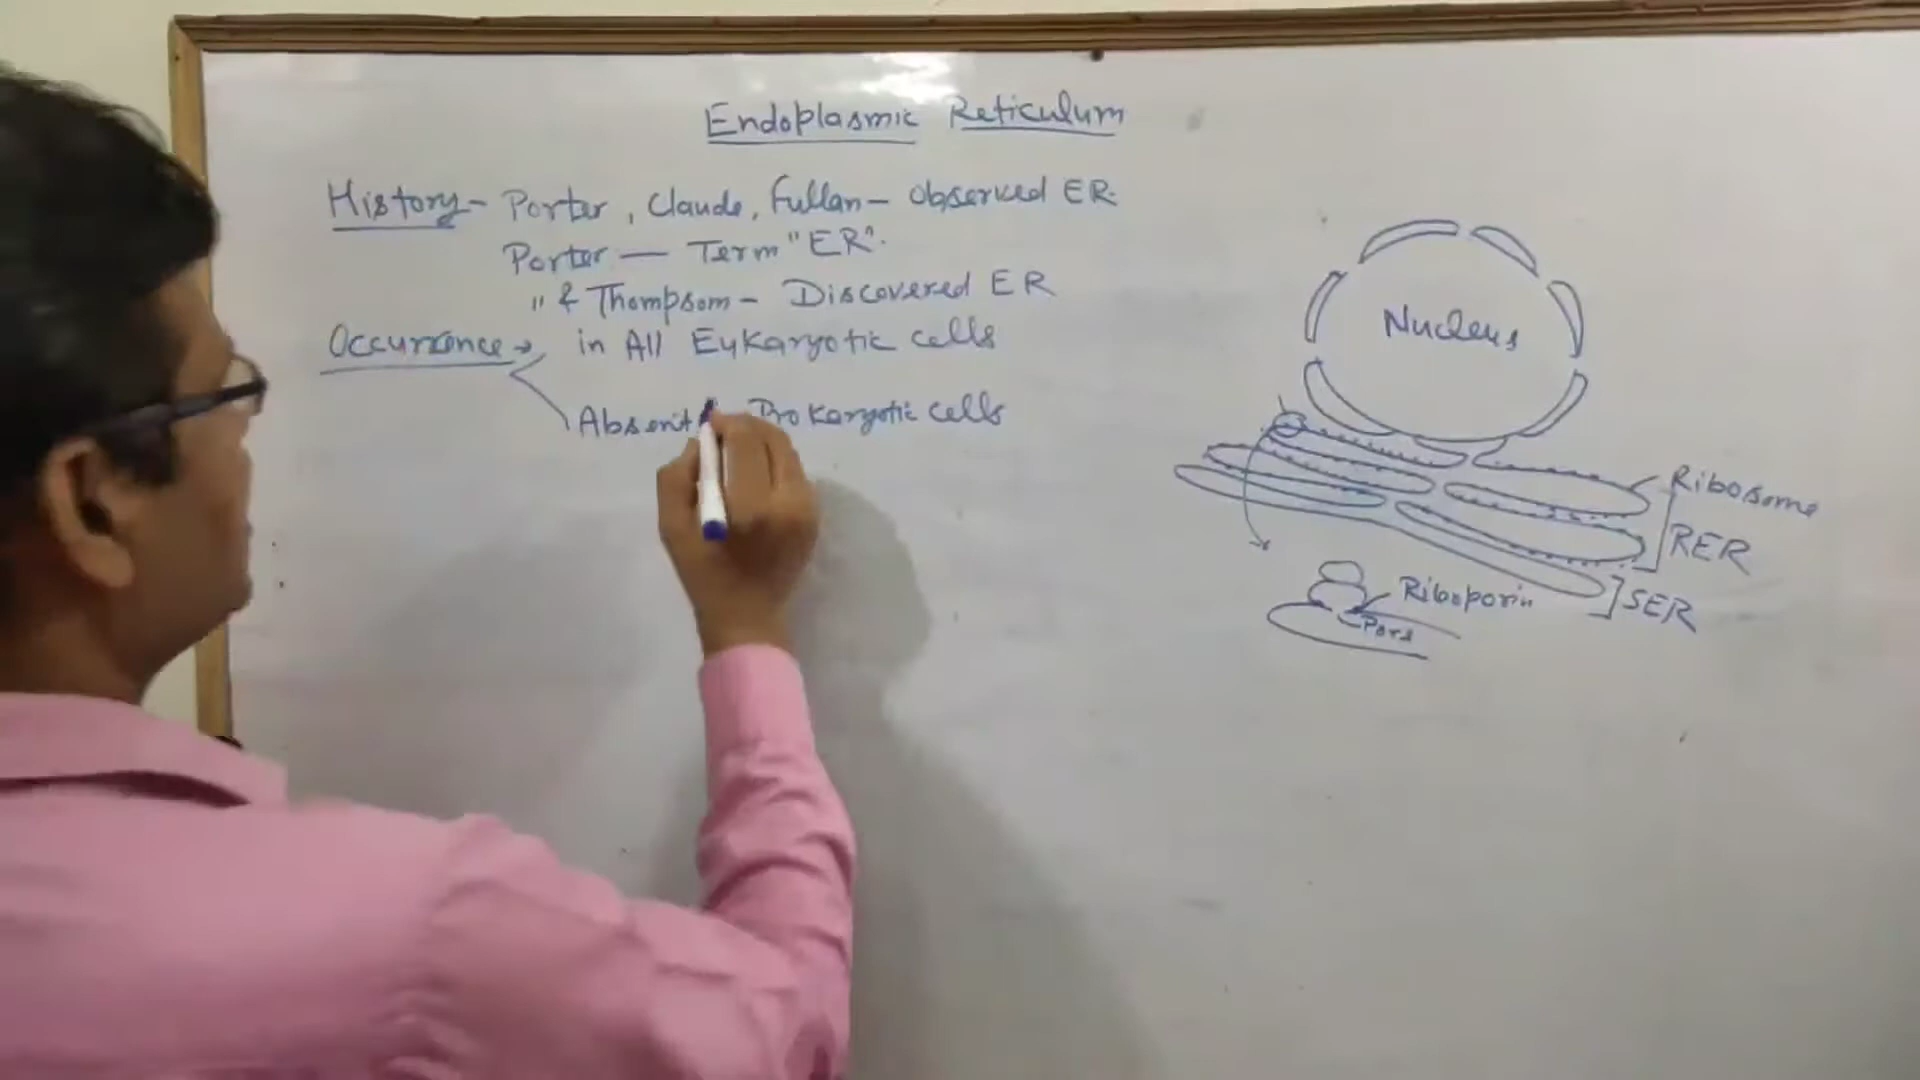 Endoplasmic Reticulum
History - Porter, Claude, Fullan - Observed ER.
Porter — Term "ER".
" & Thompsom - Discovered ER
Occurrence → in All Eukaryotic cells
Absent Prokaryotic cells
Nucleus
Ribosome
RER
SER
Riboporin
Pore